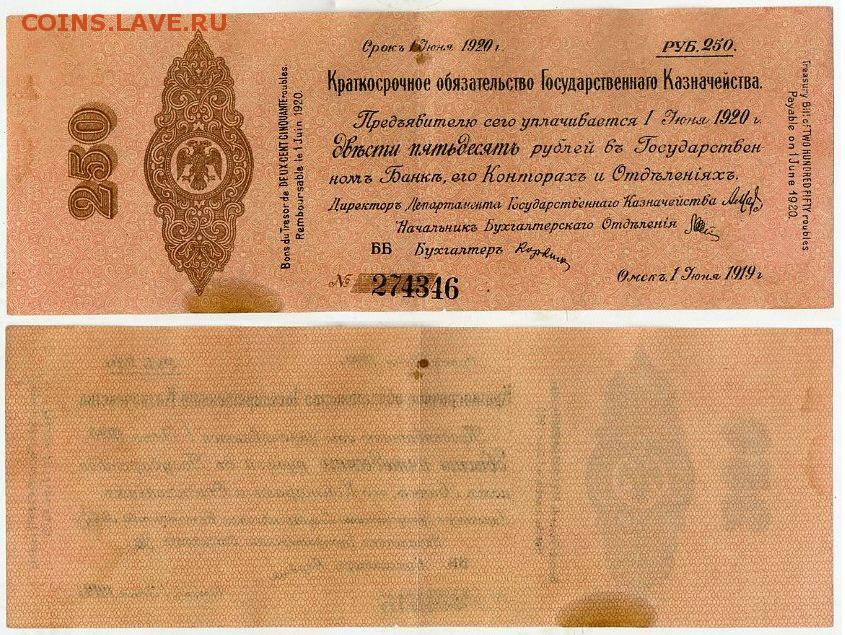 COINS.LAVE.RU
Срокъ 1 Іюня 1920 г.
РУБ. 250.
Краткосрочное обязательство Государственнаго Казначейства.
Предъявителю сего уплачивается 1 Іюня 1920 г.
двѣсти пятьдесятъ рублей въ Государствен
номъ Банкѣ, его Конторахъ и Отдѣленіяхъ.
Директоръ Департамента Государственнаго Казначейства
Начальникъ Бухгалтерскаго Отдѣленія
ББ Бухгалтеръ
№ 274346
Омскъ, 1 Іюня 1919 г
250
Bons du Tresor de DEUX CENT CINQUANTE roubles.
Remboursable le 1 Juin 1920.
Treasury Bill of TWO HUNDRED FIFTY roubles
Payable on 1 June 1920.